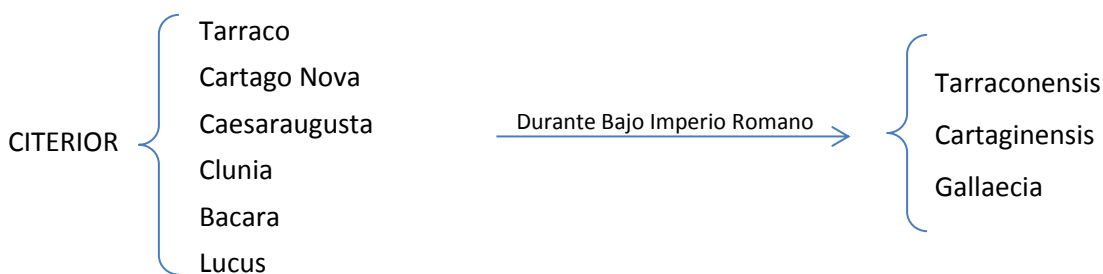 CITERIOR
Tarraco
Cartago Nova
Caesaraugusta
Clunia
Bacara
Lucus
Durante Bajo Imperio Romano
Tarraconensis
Cartaginensis
Gallaecia